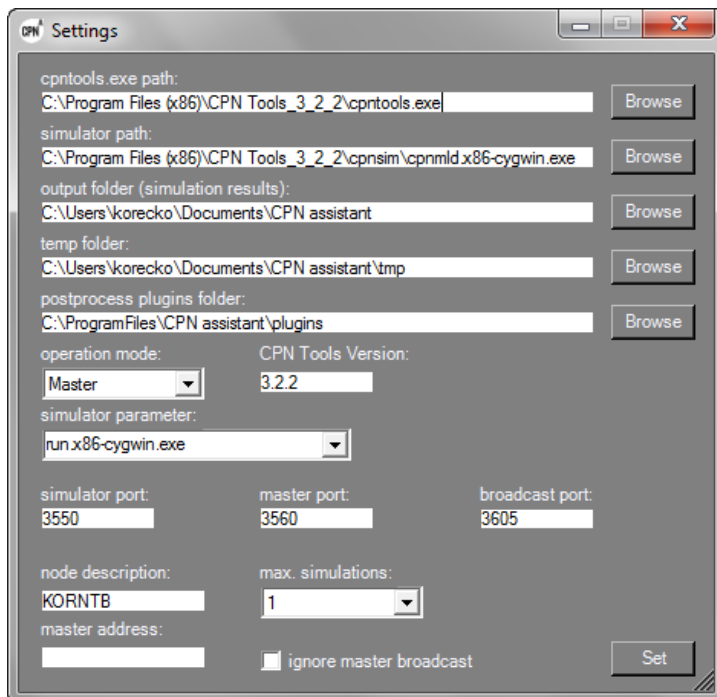 CPN Settings
cpntools.exe path:
C:\Program Files (x86)\CPN Tools_3_2_2\cpntools.exe Browse
simulator path:
C:\Program Files (x86)\CPN Tools_3_2_2\cpnsim\cpnmld.x86-cygwin.exe Browse
output folder (simulation results):
C:\Users\korecko\Documents\CPN assistant Browse
temp folder:
C:\Users\korecko\Documents\CPN assistant\tmp Browse
postprocess plugins folder:
C:\ProgramFiles\CPN assistant\plugins Browse
operation mode: CPN Tools Version:
Master 3.2.2
simulator parameter:
run.x86-cygwin.exe
simulator port: master port: broadcast port:
3550 3560 3605
node description: max. simulations:
KORNTB 1
master address:
ignore master broadcast Set